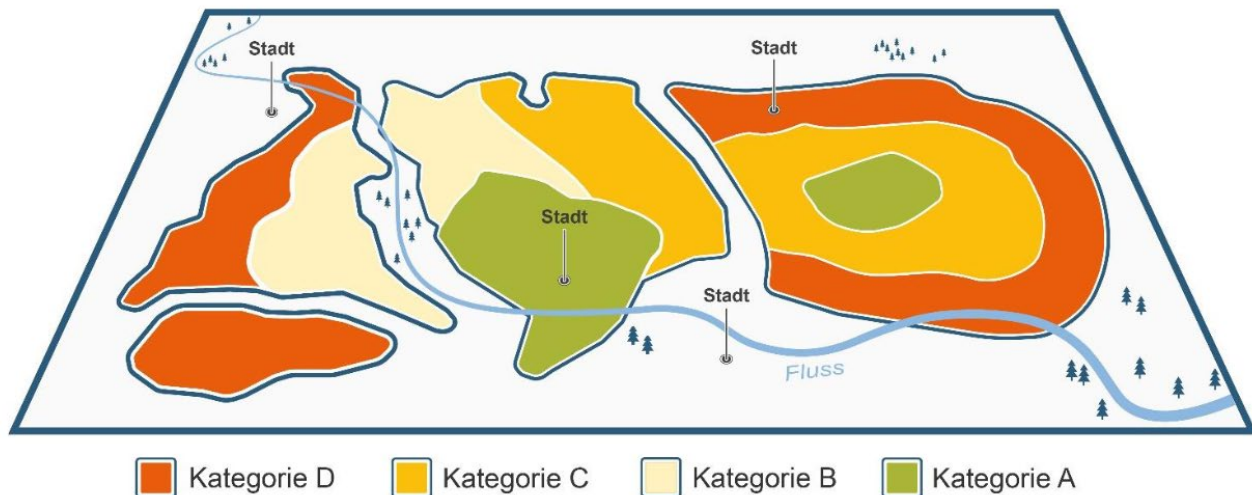 Stadt
Stadt
Stadt
Stadt
Fluss
Kategorie D
Kategorie C
Kategorie B
Kategorie A